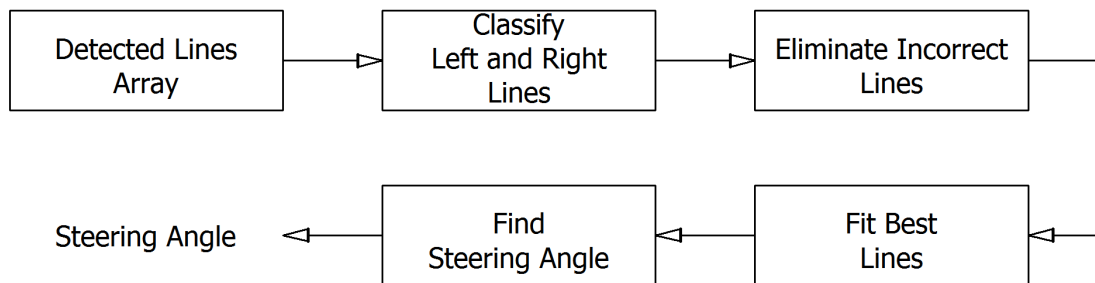 Detected Lines
Array
Classify
Left and Right
Lines
Eliminate Incorrect
Lines
Steering Angle
Find
Steering Angle
Fit Best
Lines